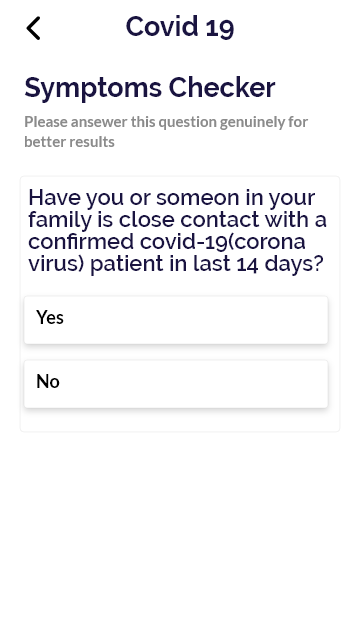 Covid 19
Symptoms Checker
Please ansewer this question genuinely for
better results
Have you or someon in your
family is close contact with a
confirmed covid-19(corona
virus) patient in last 14 days?
Yes
No